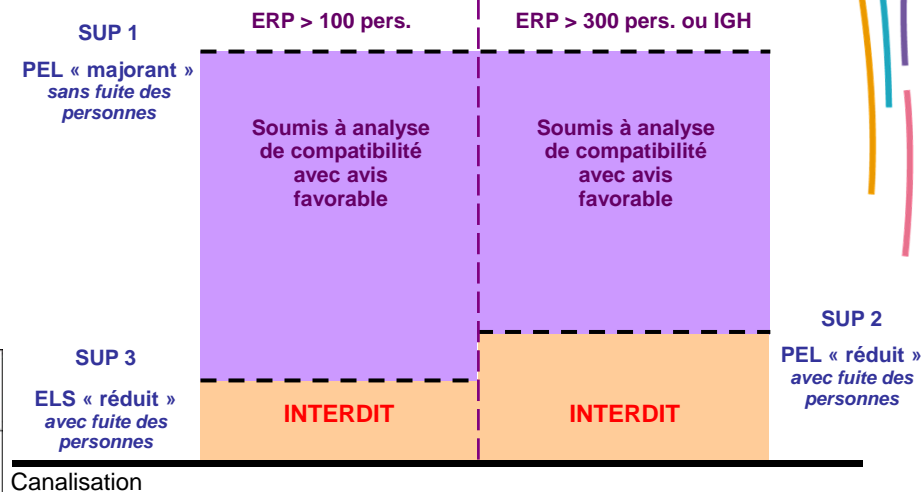 ERP > 100 pers.
ERP > 300 pers. ou IGH
SUP 1
PEL « majorant »
sans fuite des
personnes
Soumis à analyse
de compatibilité
avec avis
favorable
Soumis à analyse
de compatibilité
avec avis
favorable
SUP 2
PEL « réduit »
avec fuite des
personnes
SUP 3
ELS « réduit »
avec fuite des
personnes
INTERDIT
INTERDIT
Canalisation